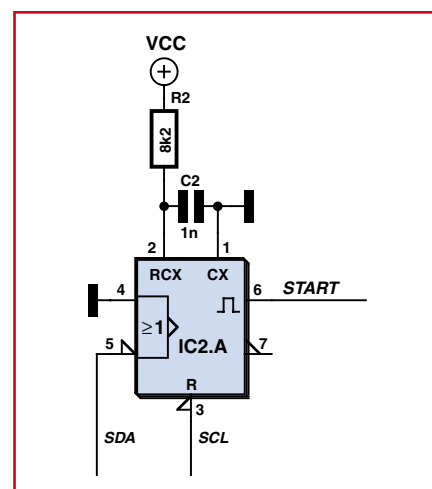 VCC
R2
8k2
C2
1n
2
1
RCX
CX
4
6
START
≥1
IC2.A
5
7
R
3
SDA
SCL